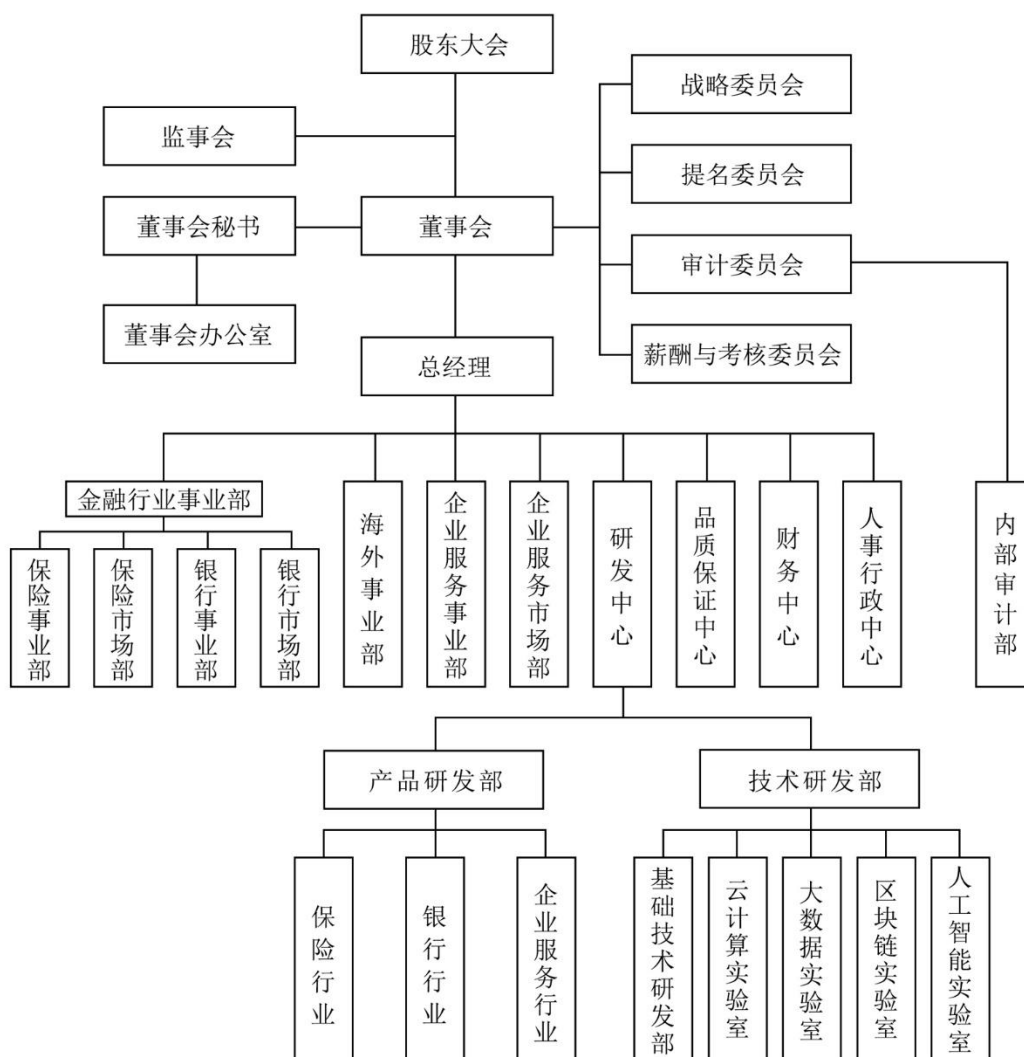 股东大会
战略委员会
监事会
提名委员会
董事会秘书
董事会
审计委员会
董事会办公室
总经理
薪酬与考核委员会
金融行业事业部
海外事业部
企业服务事业部
企业服务市场部
研发中心
品质保证中心
财务中心
人事行政中心
内部审计部
保险事业部
保险市场部
银行事业部
银行市场部
产品研发部
技术研发部
保险行业
银行行业
企业服务行业
基础技术研发部
云计算实验室
大数据实验室
区块链实验室
人工智能实验室